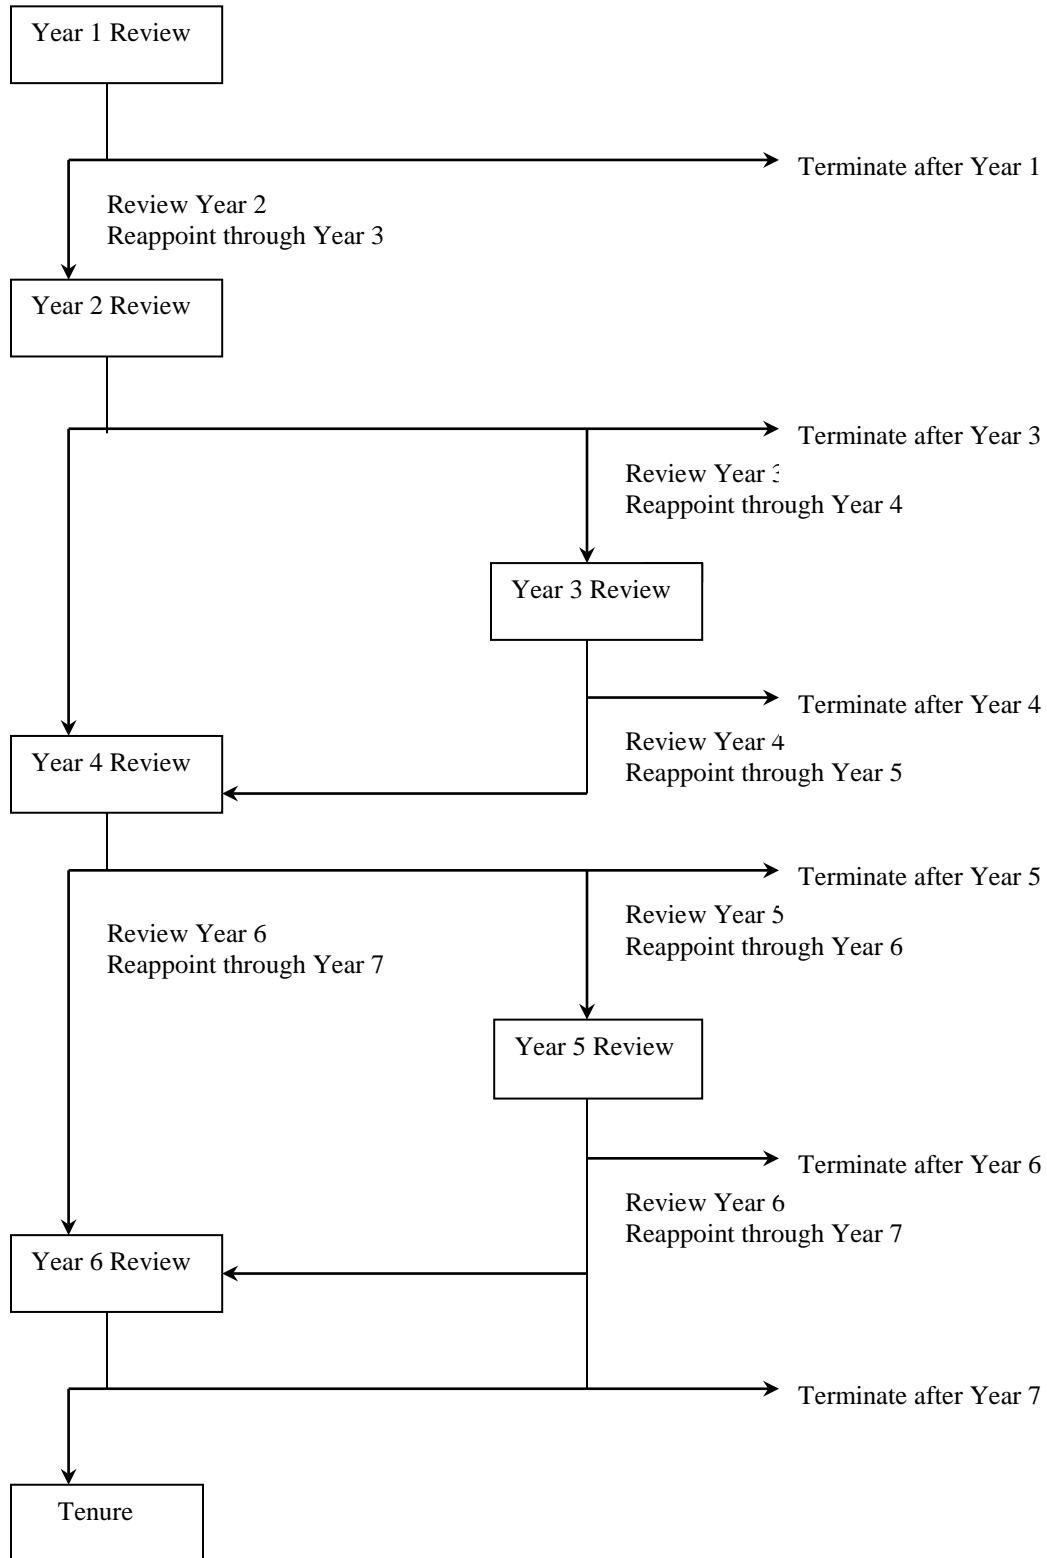 Year 1 Review
Terminate after Year 1
Review Year 2
Reappoint through Year 3
Year 2 Review
Terminate after Year 3
Review Year 3
Reappoint through Year 4
Year 3 Review
Terminate after Year 4
Review Year 4
Reappoint through Year 5
Year 4 Review
Terminate after Year 5
Review Year 5
Reappoint through Year 6
Review Year 6
Reappoint through Year 7
Year 5 Review
Terminate after Year 6
Review Year 6
Reappoint through Year 7
Year 6 Review
Terminate after Year 7
Tenure